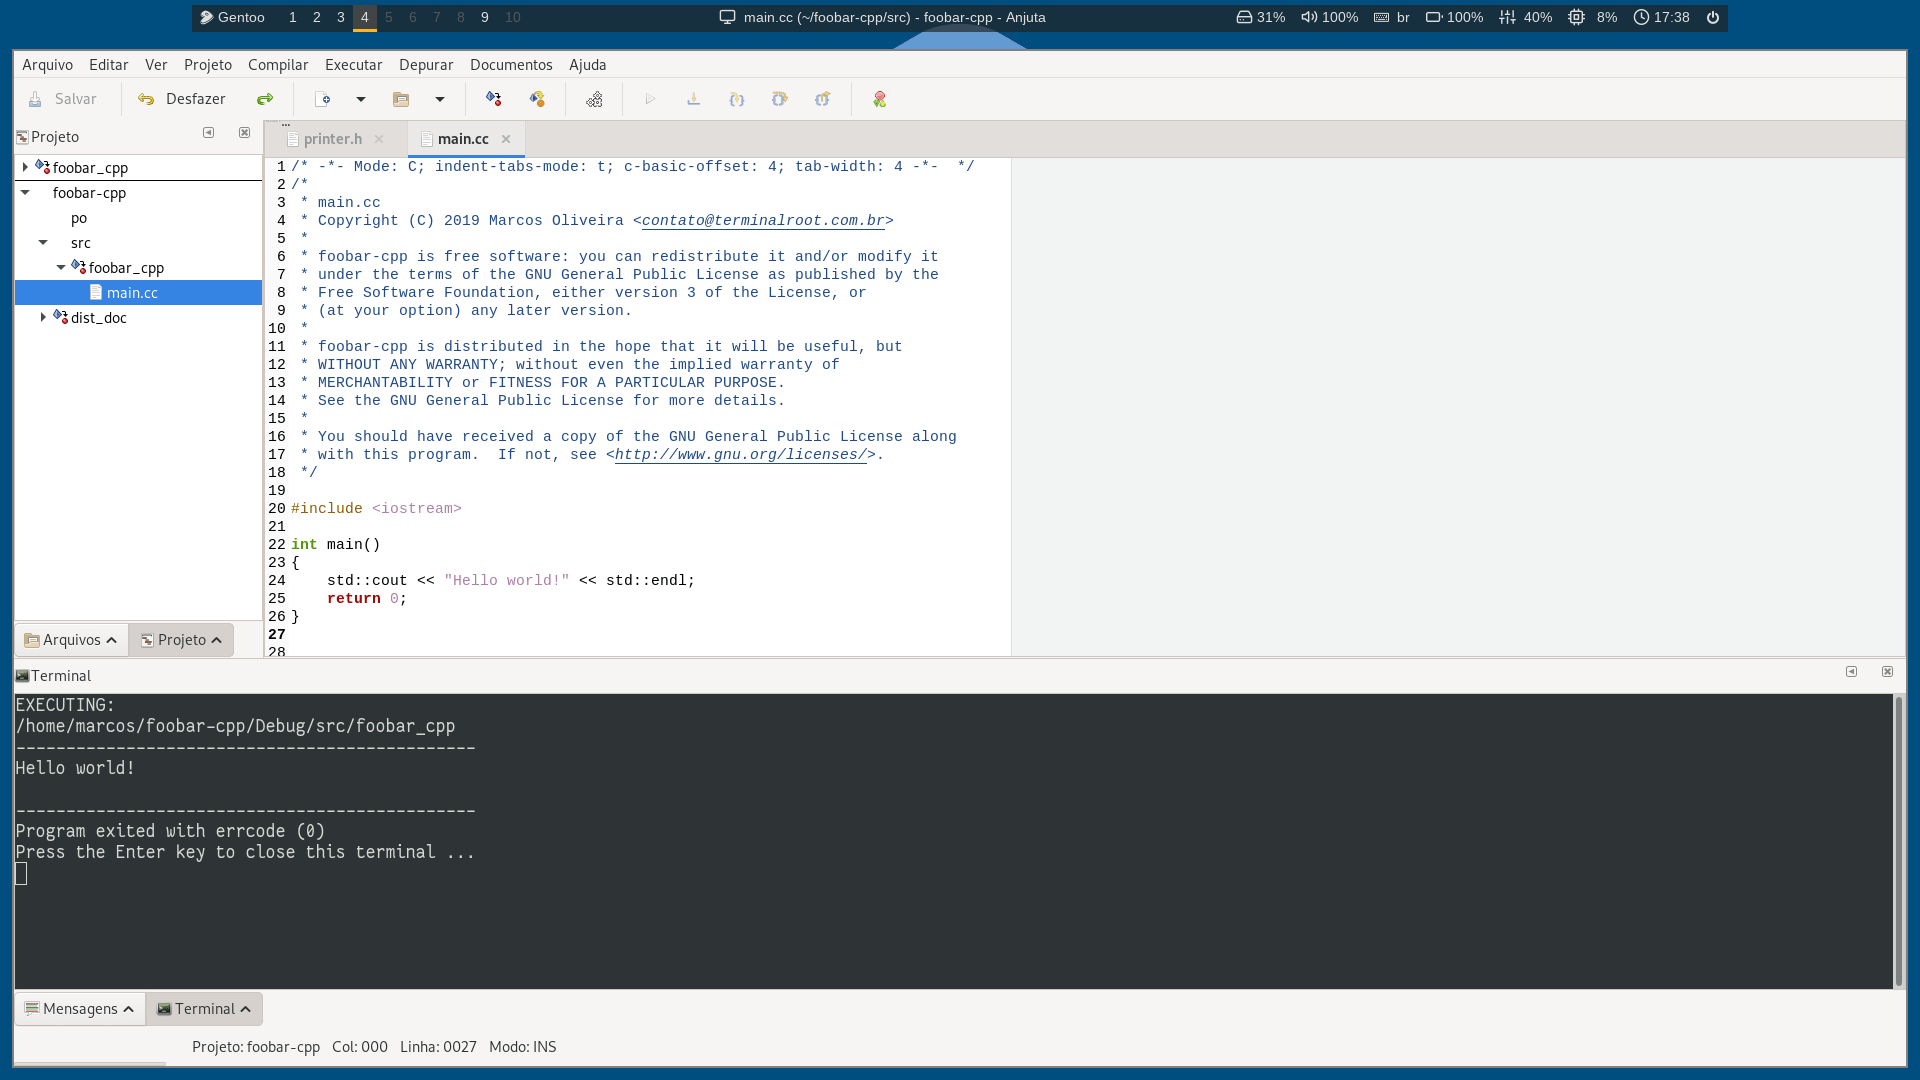 Gentoo 1 2 3 4 5 6 7 8 9 10 main.cc (~/foobar-cpp/src) - foobar-cpp - Anjuta 31% 100% br 100% 40% 8% 17:38
Arquivo Editar Ver Projeto Compilar Executar Depurar Documentos Ajuda
Salvar Desfazer
Projeto
foobar_cpp
foobar-cpp
po
src
foobar_cpp
main.cc
dist_doc
Arquivos Projeto
printer.h main.cc
1 /* -*- Mode: C; indent-tabs-mode: t; c-basic-offset: 4; tab-width: 4 -*-  */
2 /*
3  * main.cc
4  * Copyright (C) 2019 Marcos Oliveira <contato@terminalroot.com.br>
5  *
6  * foobar-cpp is free software: you can redistribute it and/or modify it
7  * under the terms of the GNU General Public License as published by the
8  * Free Software Foundation, either version 3 of the License, or
9  * (at your option) any later version.
10  *
11  * foobar-cpp is distributed in the hope that it will be useful, but
12  * WITHOUT ANY WARRANTY; without even the implied warranty of
13  * MERCHANTABILITY or FITNESS FOR A PARTICULAR PURPOSE.
14  * See the GNU General Public License for more details.
15  *
16  * You should have received a copy of the GNU General Public License along
17  * with this program.  If not, see <http://www.gnu.org/licenses/>.
18  */
19
20 #include <iostream>
21
22 int main()
23 {
24     std::cout << "Hello world!" << std::endl;
25     return 0;
26 }
27
28
Terminal
EXECUTING:
/home/marcos/foobar-cpp/Debug/src/foobar_cpp
----------------------------------------------
Hello world!
----------------------------------------------
Program exited with errcode (0)
Press the Enter key to close this terminal ...
Mensagens Terminal
Projeto: foobar-cpp Col: 000 Linha: 0027 Modo: INS